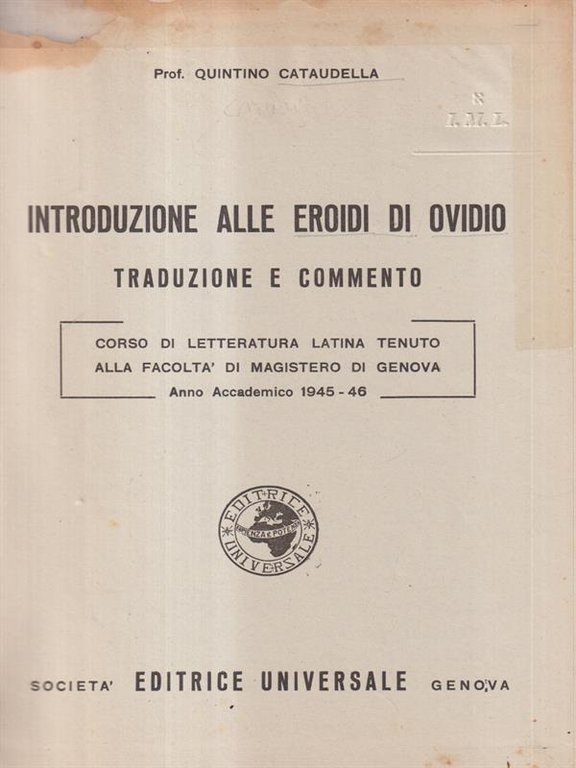 Prof. QUINTINO CATAUDELLA
INTRODUZIONE ALLE EROIDI DI OVIDIO
TRADUZIONE E COMMENTO
CORSO DI LETTERATURA LATINA TENUTO
ALLA FACOLTA' DI MAGISTERO DI GENOVA
Anno Accademico 1945-46
EDITRICE
UNIVERSALE
SOCIETA' EDITRICE UNIVERSALE GENOVA